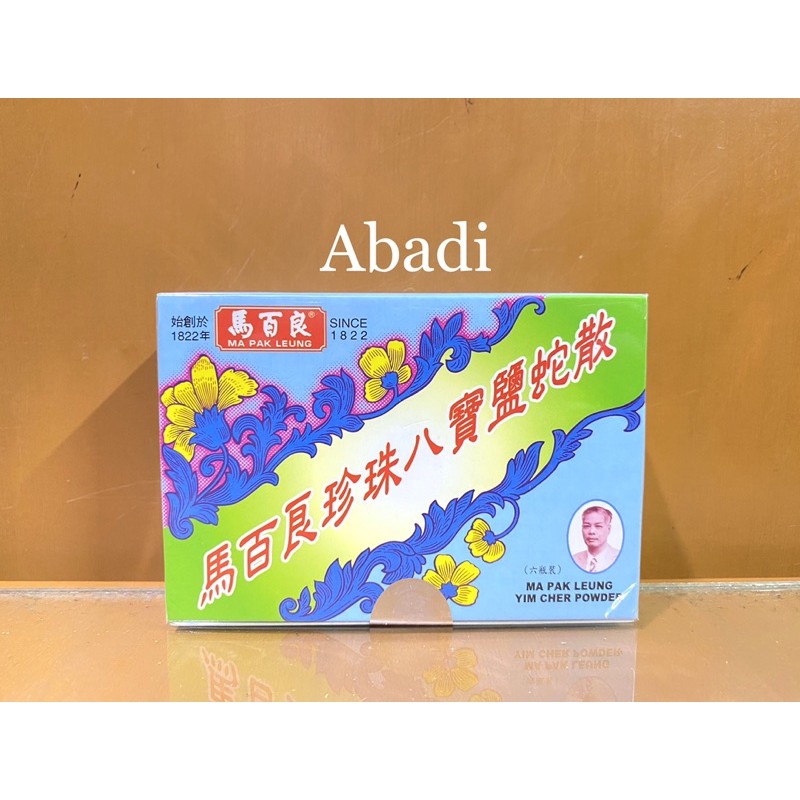 Abadi
始創於
1822年
馬百良®
MA PAK LEUNG
SINCE
1822
馬百良珍珠八寶鹽蛇散
(六瓶裝)
MA PAK LEUNG
YIM CHER POWDER